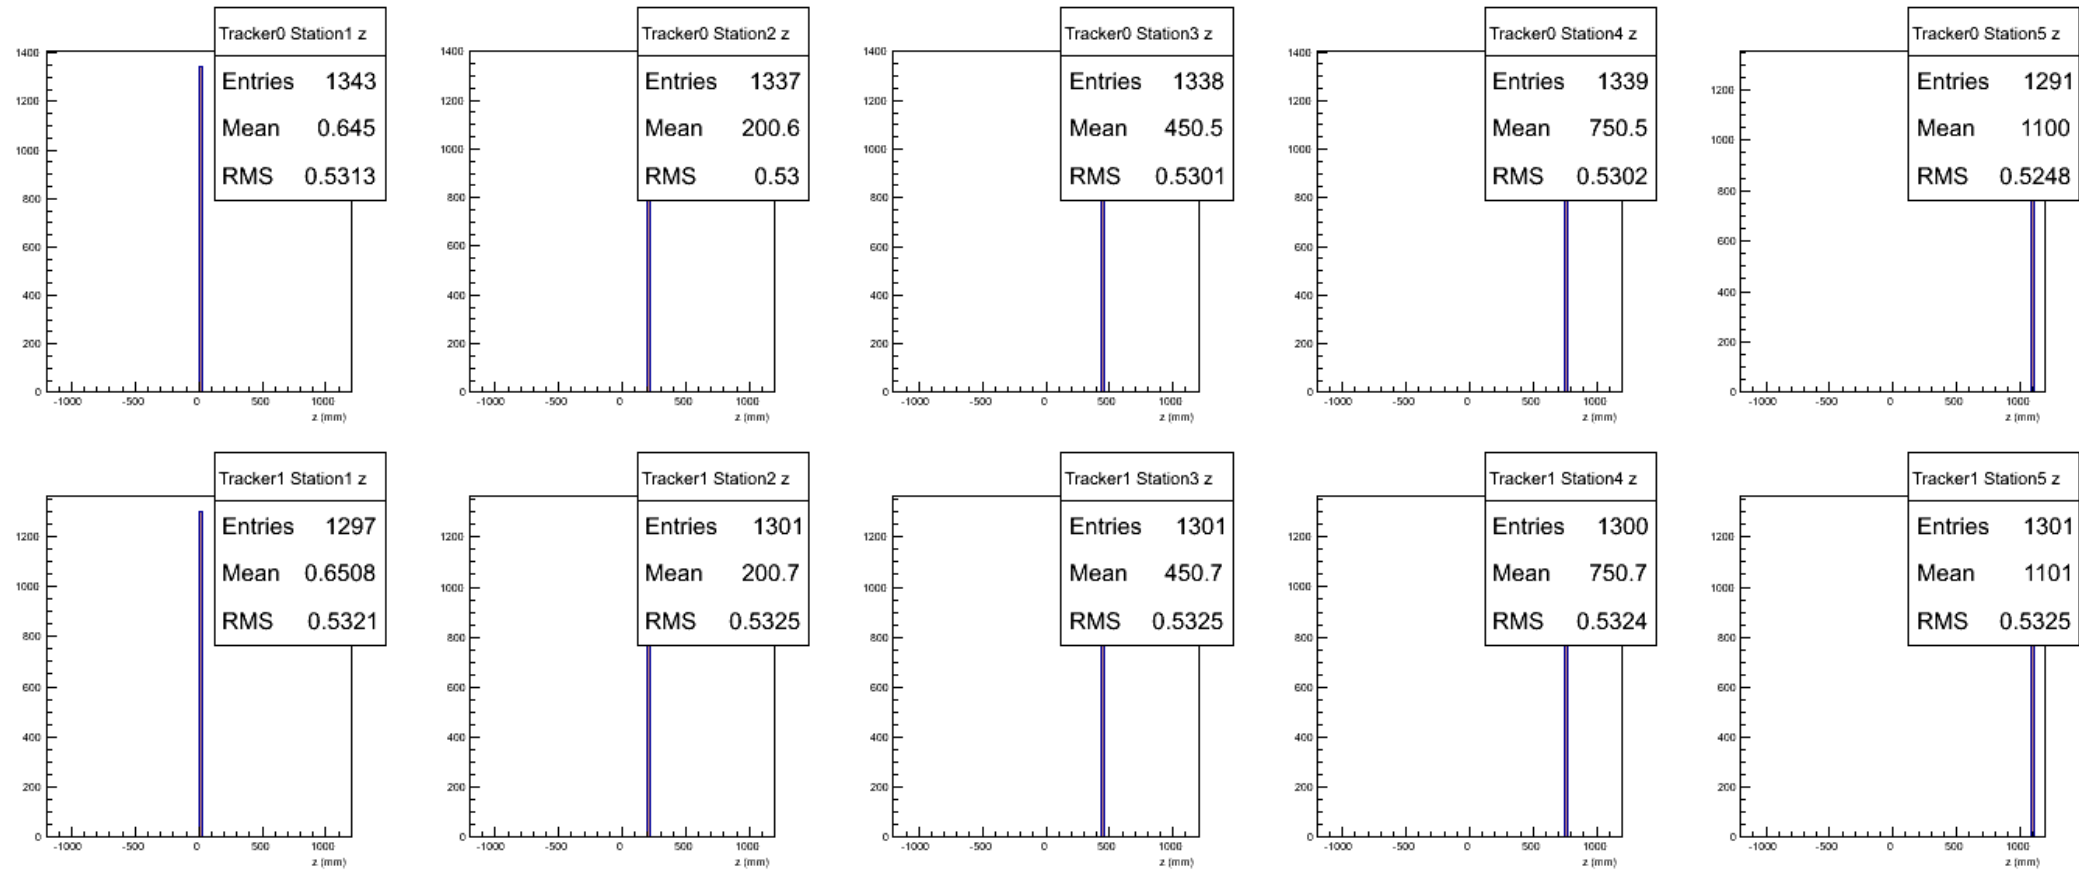 Tracker0 Station1 z
Entries 1343
Mean 0.645
RMS 0.5313
1400
1200
1000
800
600
400
200
0
-1000 -500 0 500 1000
z (mm)
Tracker0 Station2 z
Entries 1337
Mean 200.6
RMS 0.53
1400
1200
1000
800
600
400
200
0
-1000 -500 0 500 1000
z (mm)
Tracker0 Station3 z
Entries 1338
Mean 450.5
RMS 0.5301
1400
1200
1000
800
600
400
200
0
-1000 -500 0 500 1000
z (mm)
Tracker0 Station4 z
Entries 1339
Mean 750.5
RMS 0.5302
1400
1200
1000
800
600
400
200
0
-1000 -500 0 500 1000
z (mm)
Tracker0 Station5 z
Entries 1291
Mean 1100
RMS 0.5248
1200
1000
800
600
400
200
0
-1000 -500 0 500 1000
z (mm)
Tracker1 Station1 z
Entries 1297
Mean 0.6508
RMS 0.5321
1200
1000
800
600
400
200
0
-1000 -500 0 500 1000
z (mm)
Tracker1 Station2 z
Entries 1301
Mean 200.7
RMS 0.5325
1200
1000
800
600
400
200
0
-1000 -500 0 500 1000
z (mm)
Tracker1 Station3 z
Entries 1301
Mean 450.7
RMS 0.5325
1200
1000
800
600
400
200
0
-1000 -500 0 500 1000
z (mm)
Tracker1 Station4 z
Entries 1300
Mean 750.7
RMS 0.5324
1200
1000
800
600
400
200
0
-1000 -500 0 500 1000
z (mm)
Tracker1 Station5 z
Entries 1301
Mean 1101
RMS 0.5325
1200
1000
800
600
400
200
0
-1000 -500 0 500 1000
z (mm)